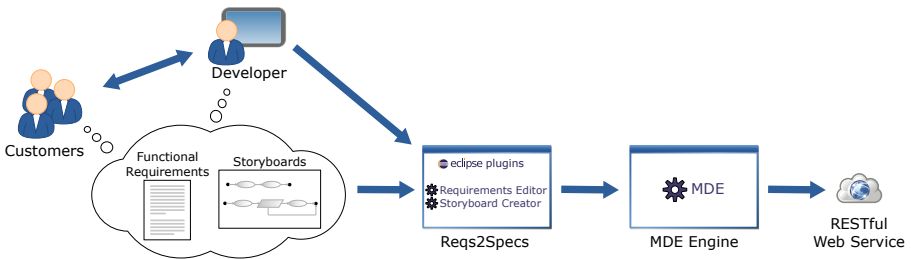 Developer
Customers
Functional
Requirements
Storyboards
eclipse plugins
Requirements Editor
Storyboard Creator
Reqs2Specs
MDE
MDE Engine
RESTful
Web Service